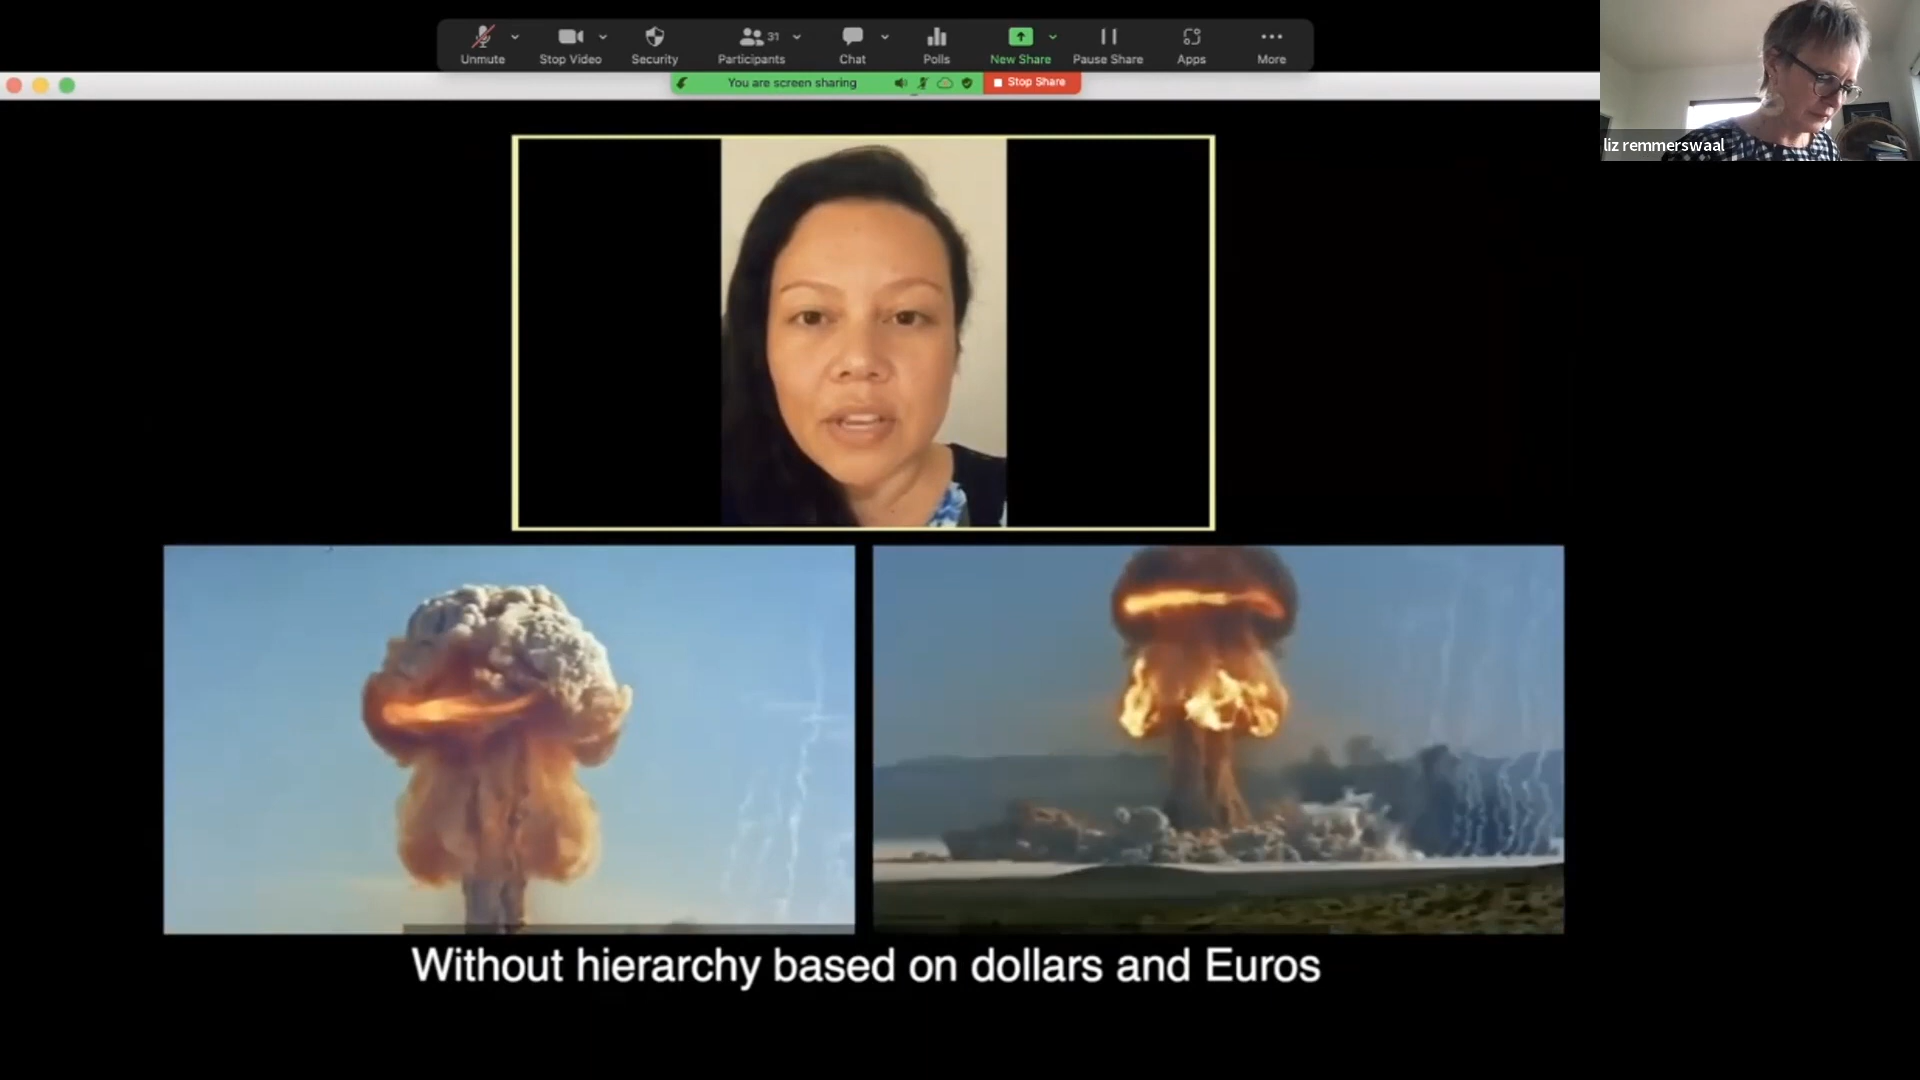 Unmute
Stop Video
Security
31
Participants
Chat
Polls
New Share
Pause Share
Apps
More
You are screen sharing
Stop Share
liz remmerswaal
Without hierarchy based on dollars and Euros